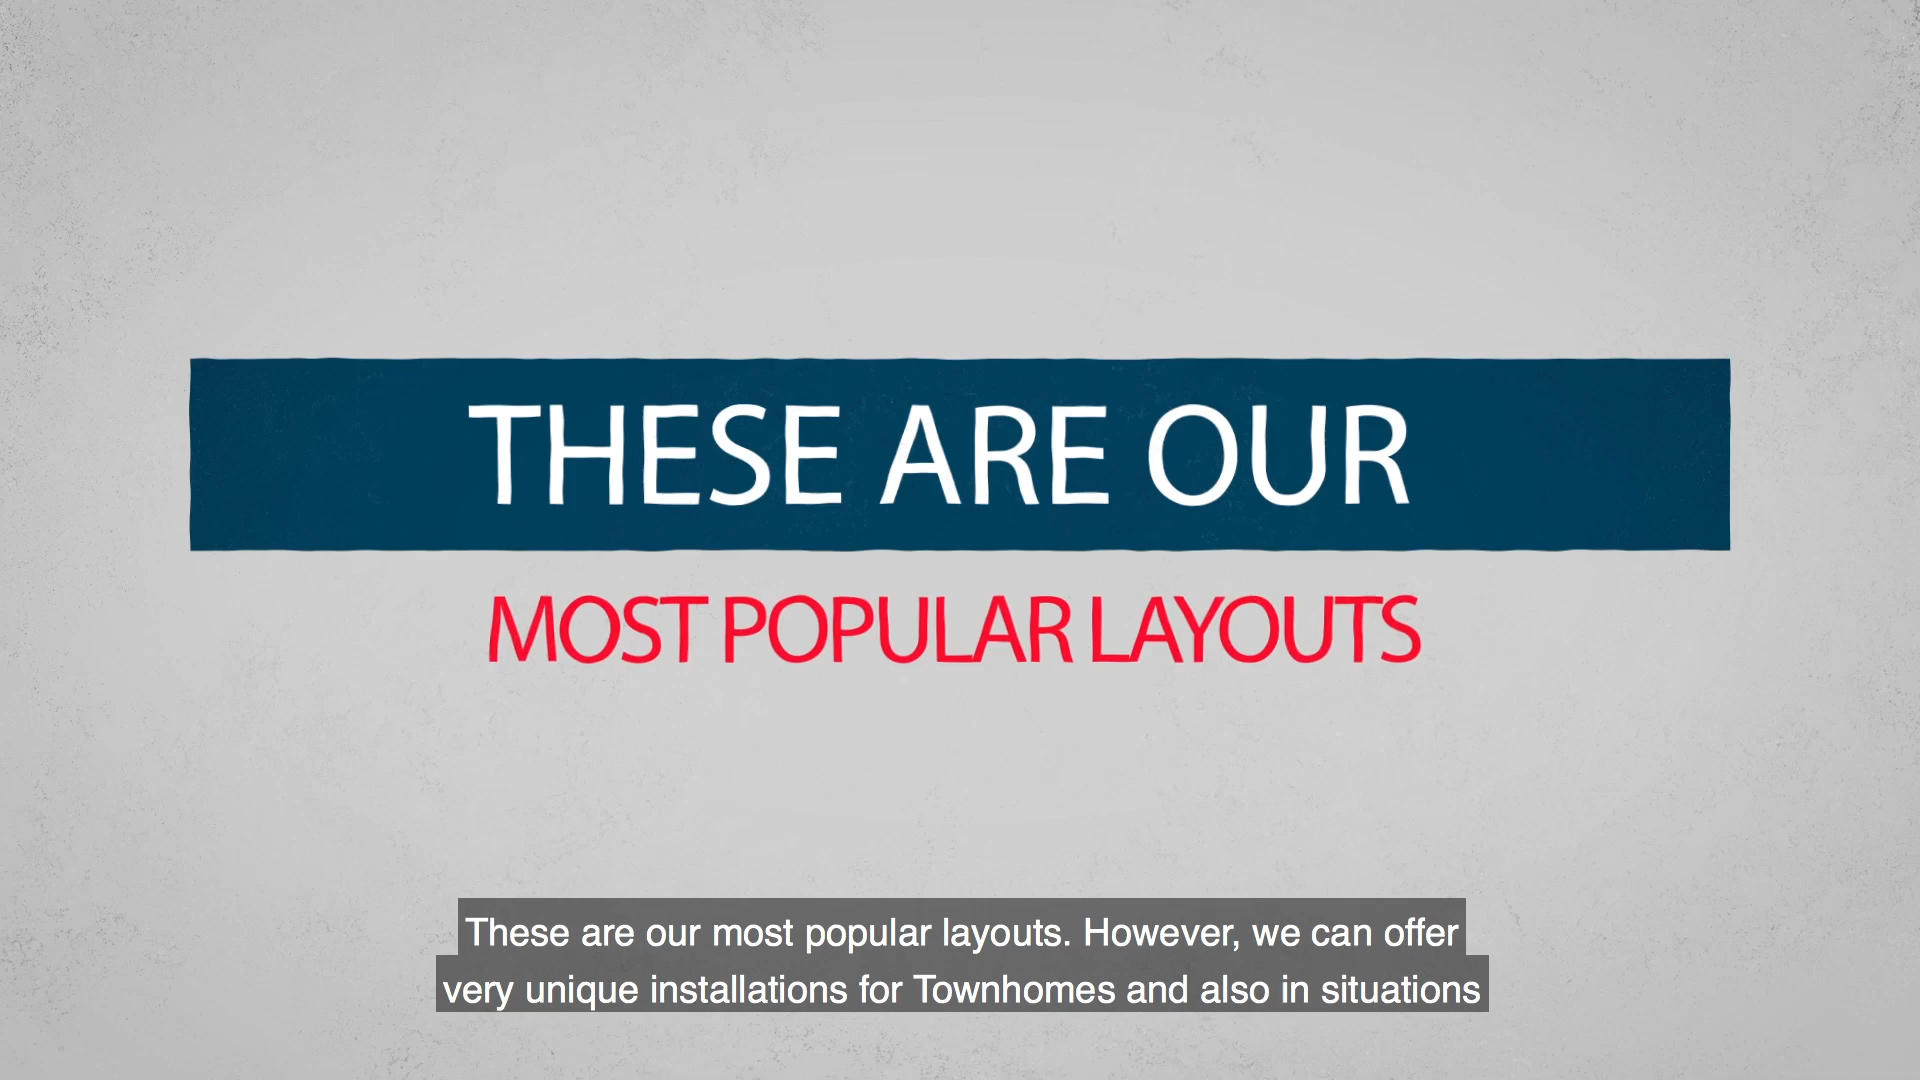 THESE ARE OUR
MOST POPULAR LAYOUTS
These are our most popular layouts. However, we can offer
very unique installations for Townhomes and also in situations